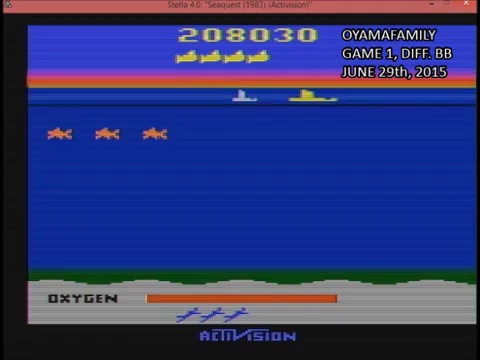 Stella 4.0: "Seaquest (1983) (Activision)"
208030
OYAMAFAMILY
GAME 1, DIFF. BB
JUNE 29th, 2015
OXYGEN
ACTIVISION